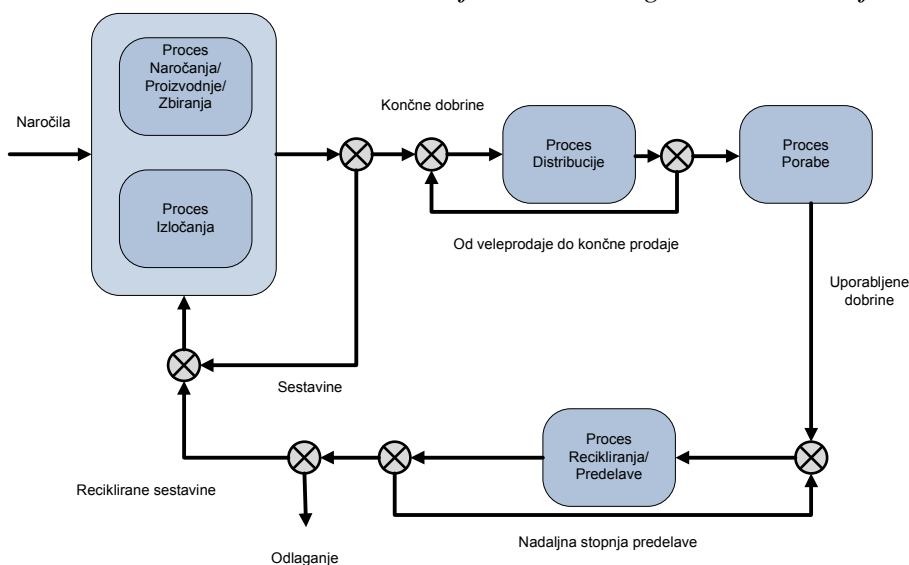 Proces
Naročanja/
Proizvodnje/
Zbiranja
Naročila
Končne dobrine
Proces
Distribucije
Proces
Porabe
Proces
Izločanja
Od veleprodaje do končne prodaje
Uporabljene
dobrine
Sestavine
Proces
Recikliranja/
Predelave
Reciklirane sestavine
Nadaljna stopnja predelave
Odlaganje